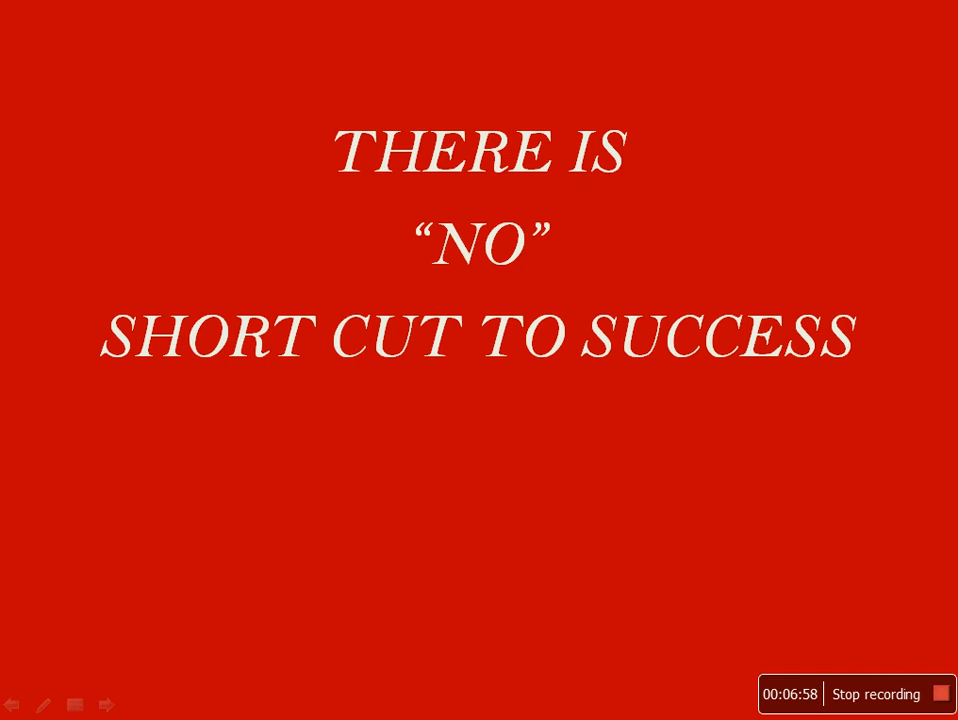 THERE IS
“NO”
SHORT CUT TO SUCCESS
00:06:58 Stop recording